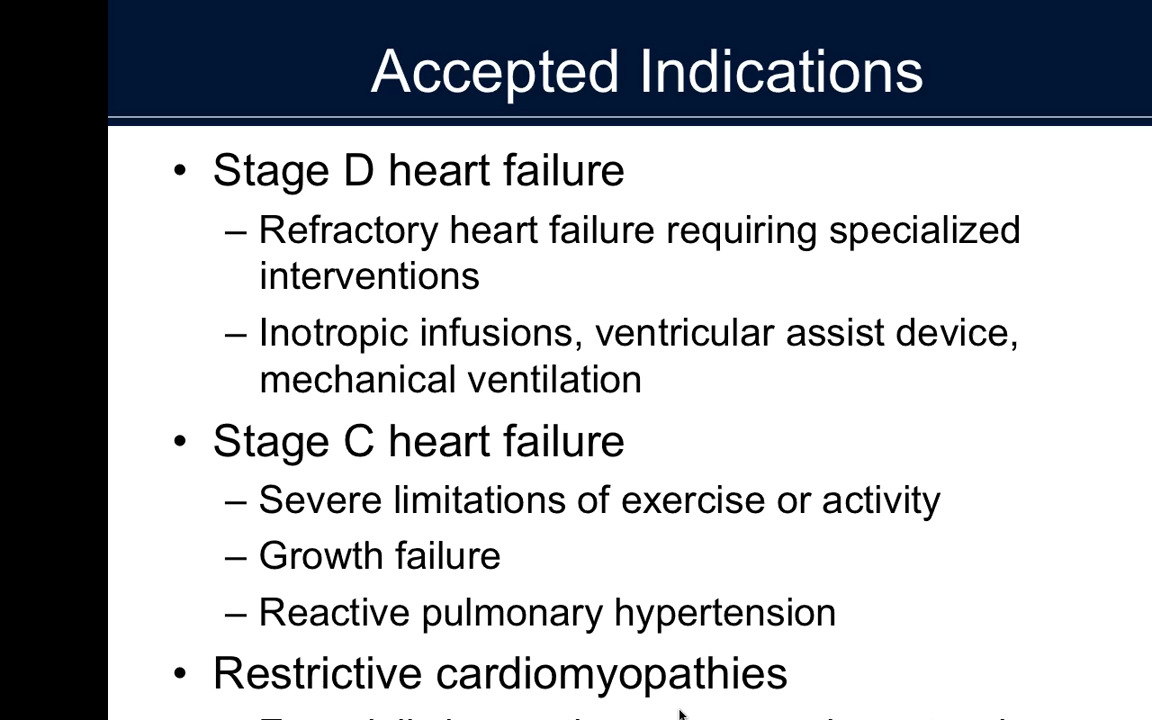 Accepted Indications
• Stage D heart failure
– Refractory heart failure requiring specialized
interventions
– Inotropic infusions, ventricular assist device,
mechanical ventilation
• Stage C heart failure
– Severe limitations of exercise or activity
– Growth failure
– Reactive pulmonary hypertension
• Restrictive cardiomyopathies